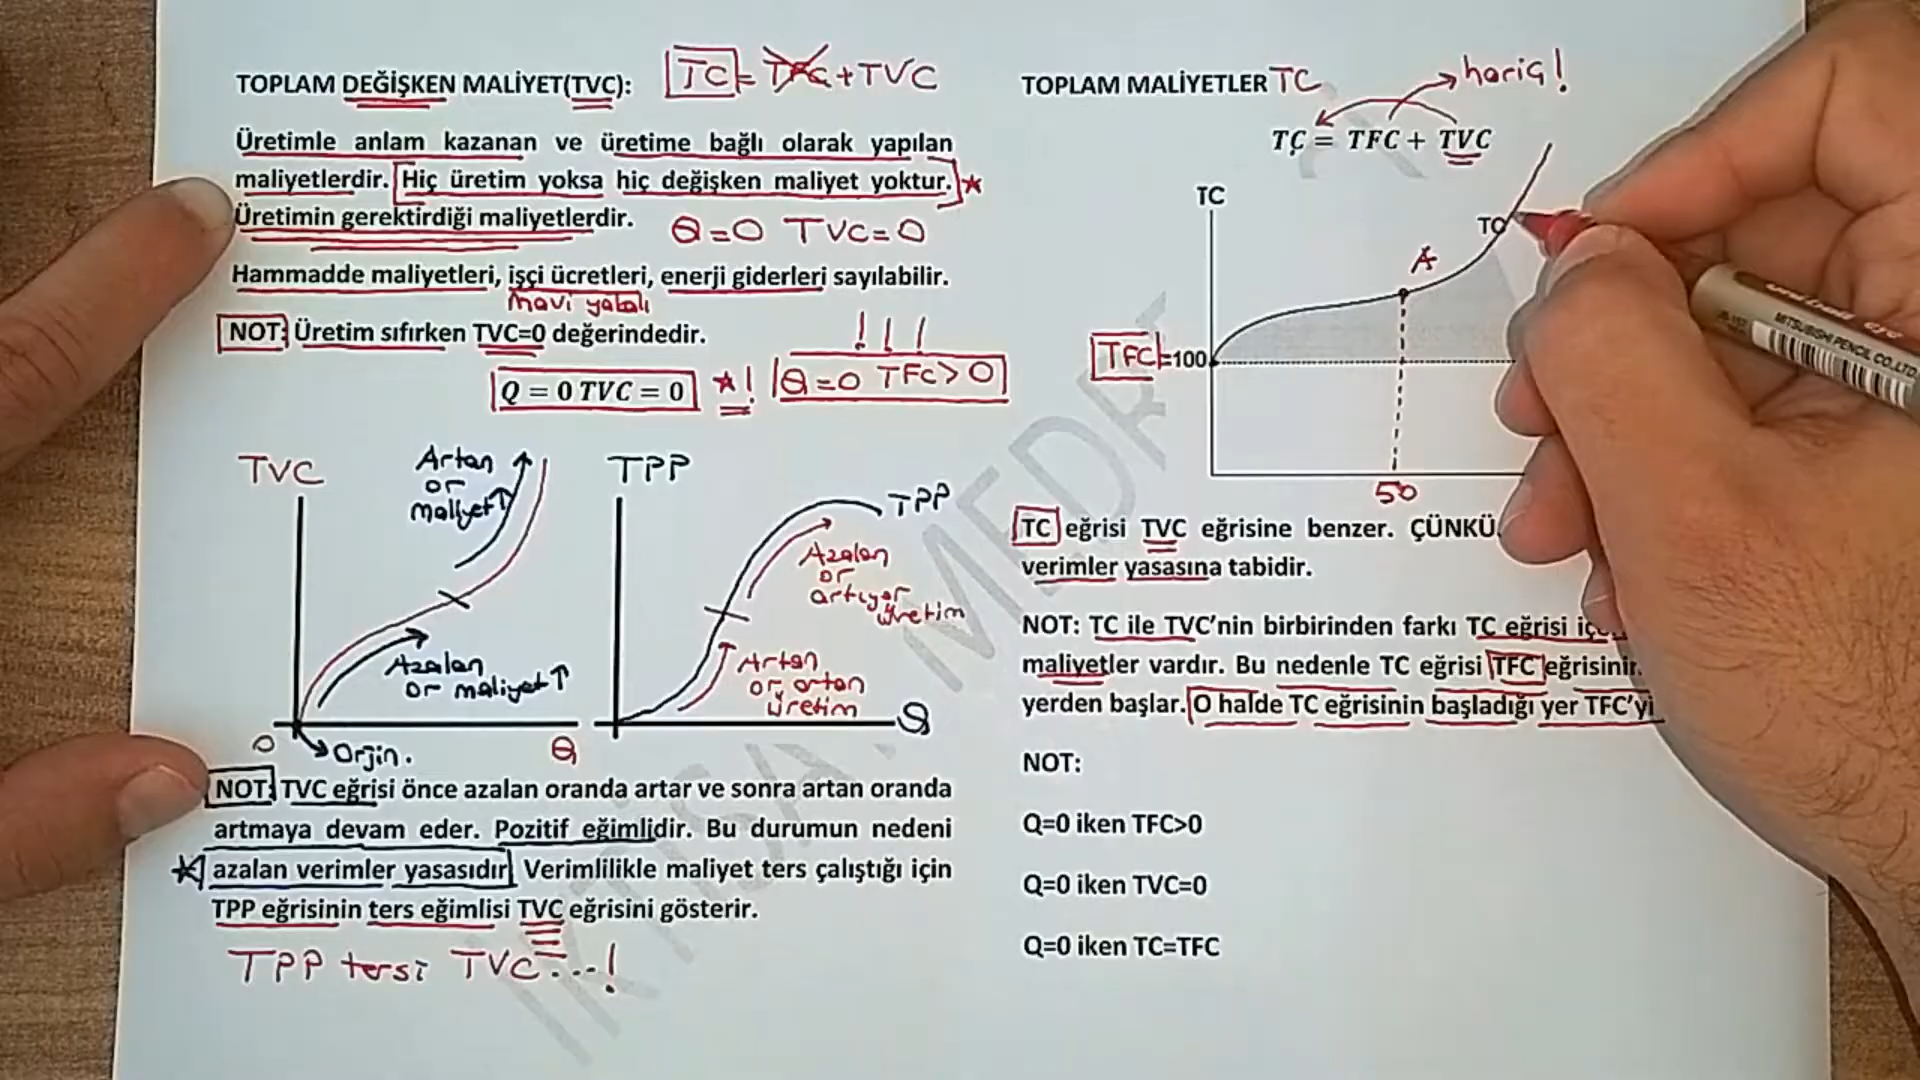 TOPLAM DEĞİŞKEN MALİYET(TVC): TC = TFC + TVC
Üretimle anlam kazanan ve üretime bağlı olarak yapılan
maliyetlerdir. Hiç üretim yoksa hiç değişken maliyet yoktur.
Üretimin gerektirdiği maliyetlerdir. Q=0 TVC=0
Hammadde maliyetleri, işçi ücretleri, enerji giderleri sayılabilir.
mavi yakalı
NOT: Üretim sıfırken TVC=0 değerindedir.
!!!
Q = 0 TVC = 0 ! Q=0 TFC>0
TVC
Artan
or
maliyet↑
Azalan
or maliyet↑
0
Orjin.
Q
TPP
TPP
Azalan
or
artıyor
üretim
Artan
or artan
üretim
Q
NOT: TVC eğrisi önce azalan oranda artar ve sonra artan oranda
artmaya devam eder. Pozitif eğimlidir. Bu durumun nedeni
azalan verimler yasasıdır. Verimlilikle maliyet ters çalıştığı için
TPP eğrisinin ters eğimlisi TVC eğrisini gösterir.
TPP tersi TVC...!
TOPLAM MALİYETLER TC hariç!
TC = TFC + TVC
TC
TC
A
TFC=100
50
TC eğrisi TVC eğrisine benzer. ÇÜNKÜ
verimler yasasına tabidir.
NOT: TC ile TVC'nin birbirinden farkı TC eğrisi
maliyetler vardır. Bu nedenle TC eğrisi TFC
yerden başlar. O halde TC eğrisinin başladığı yer TFC'yi
NOT:
Q=0 iken TFC>0
Q=0 iken TVC=0
Q=0 iken TC=TFC
MITSUBISHI PENCIL CO.,LTD.